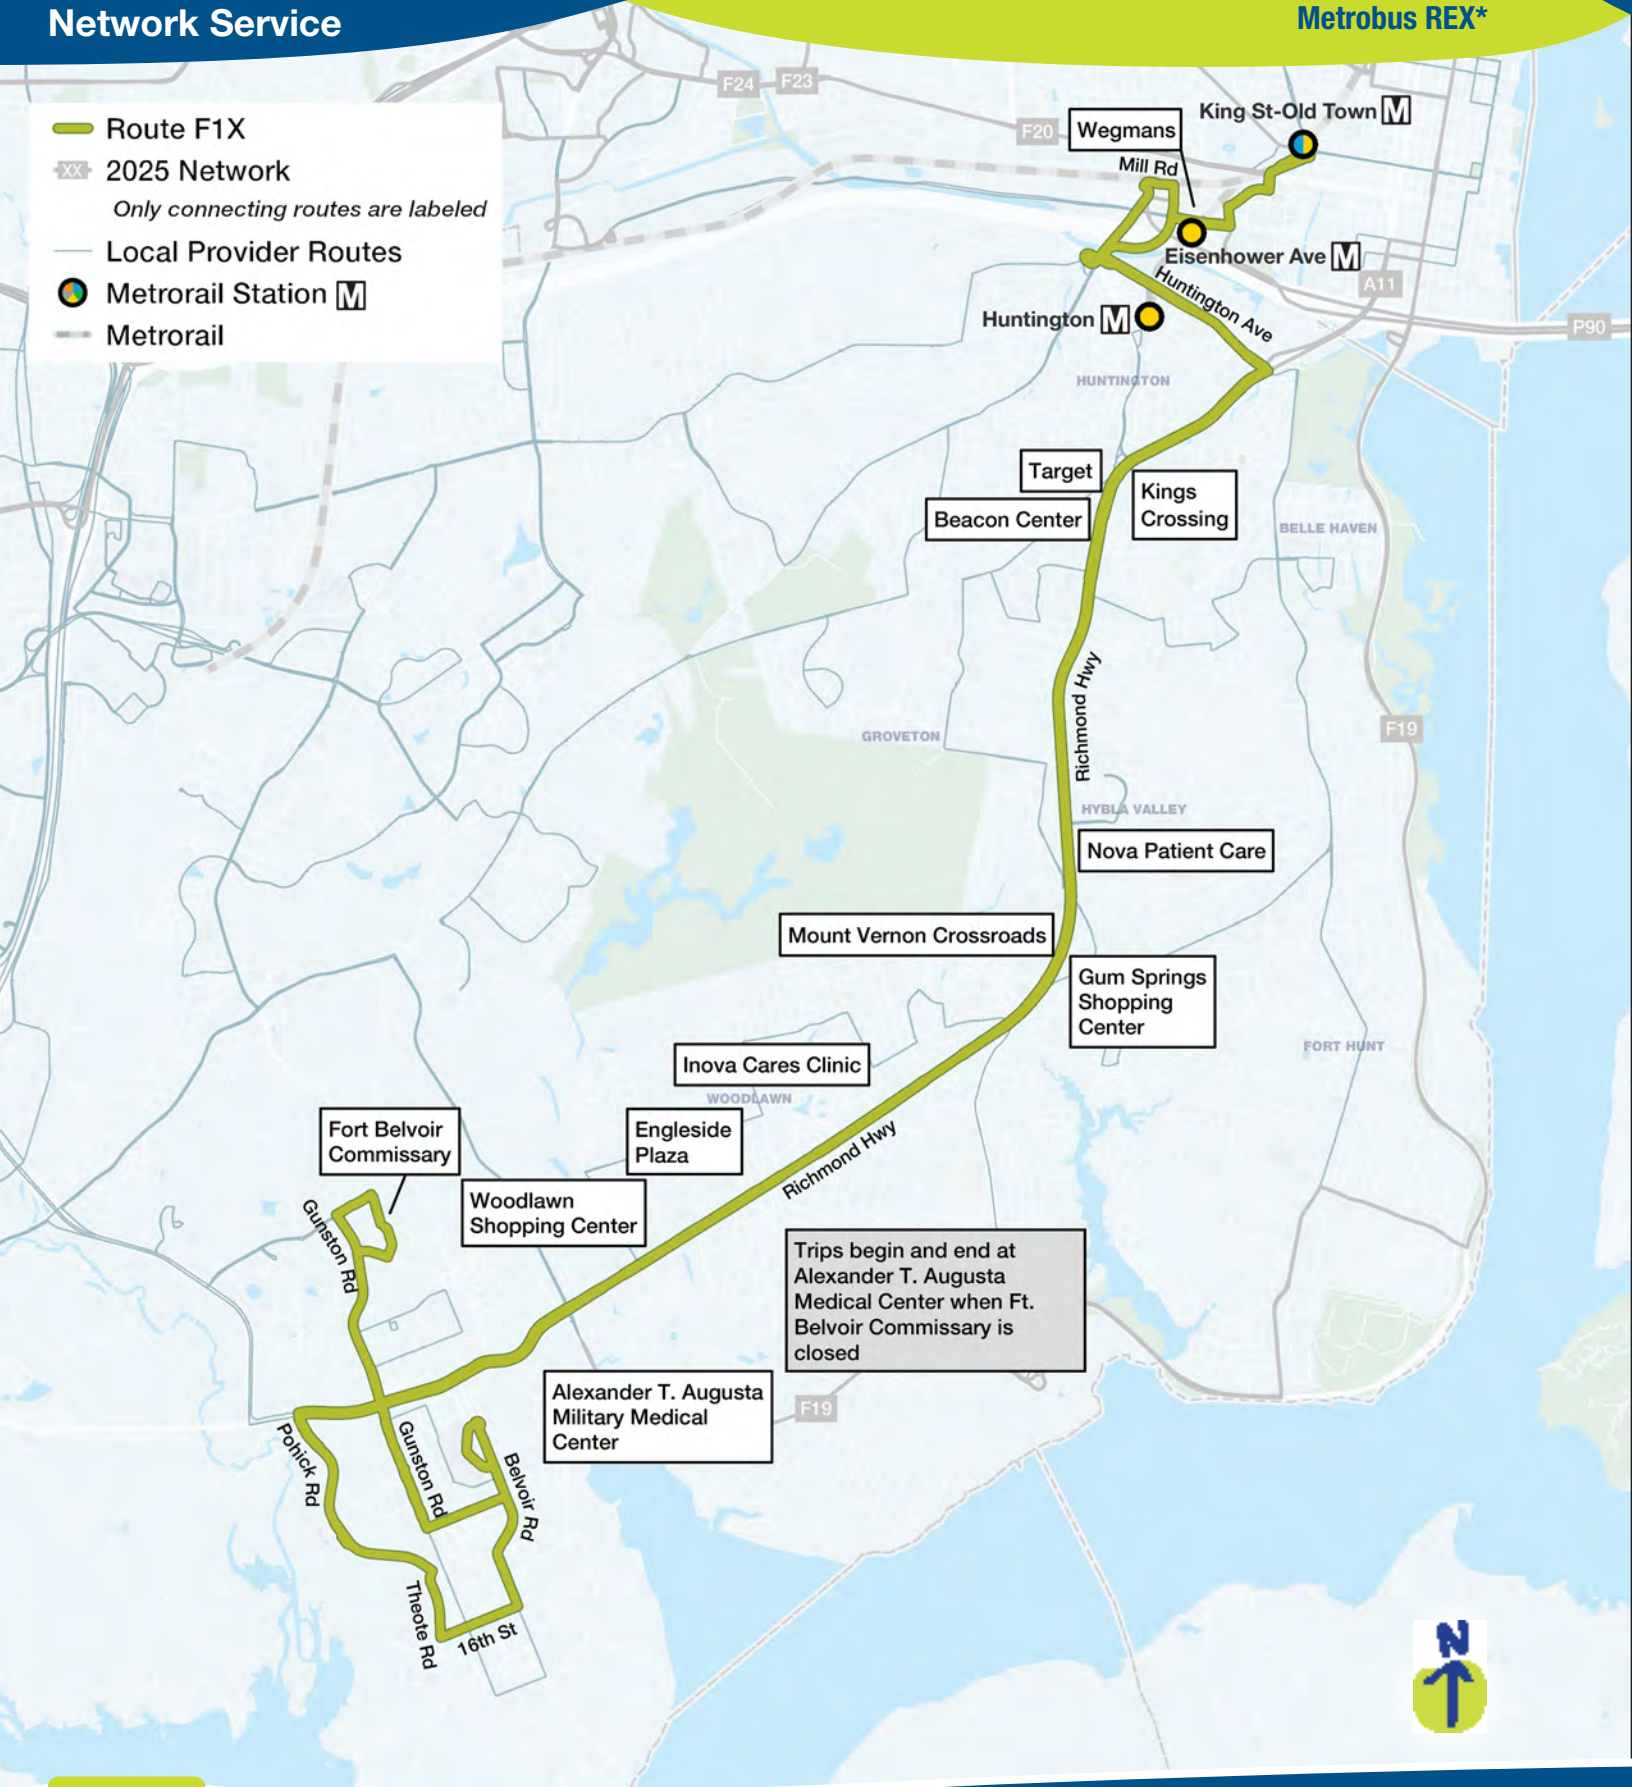 Network Service
Metrobus REX*
Route F1X
XX 2025 Network
Only connecting routes are labeled
Local Provider Routes
Metrorail Station M
Metrorail
F24
F23
F20
Wegmans
King St-Old Town M
Mill Rd
Eisenhower Ave M
A11
Huntington Ave
Huntington M
P90
HUNTINGTON
Target
Kings
Crossing
Beacon Center
BELLE HAVEN
Richmond Hwy
GROVETON
F19
HYBLA VALLEY
Nova Patient Care
Mount Vernon Crossroads
Gum Springs
Shopping
Center
FORT HUNT
Inova Cares Clinic
WOODLAWN
Fort Belvoir
Commissary
Engleside
Plaza
Richmond Hwy
Woodlawn
Shopping Center
Gunston Rd
Trips begin and end at
Alexander T. Augusta
Medical Center when Ft.
Belvoir Commissary is
closed
Alexander T. Augusta
Military Medical
Center
F19
Pohick Rd
Gunston Rd
Belvoir Rd
Theote Rd
16th St
N